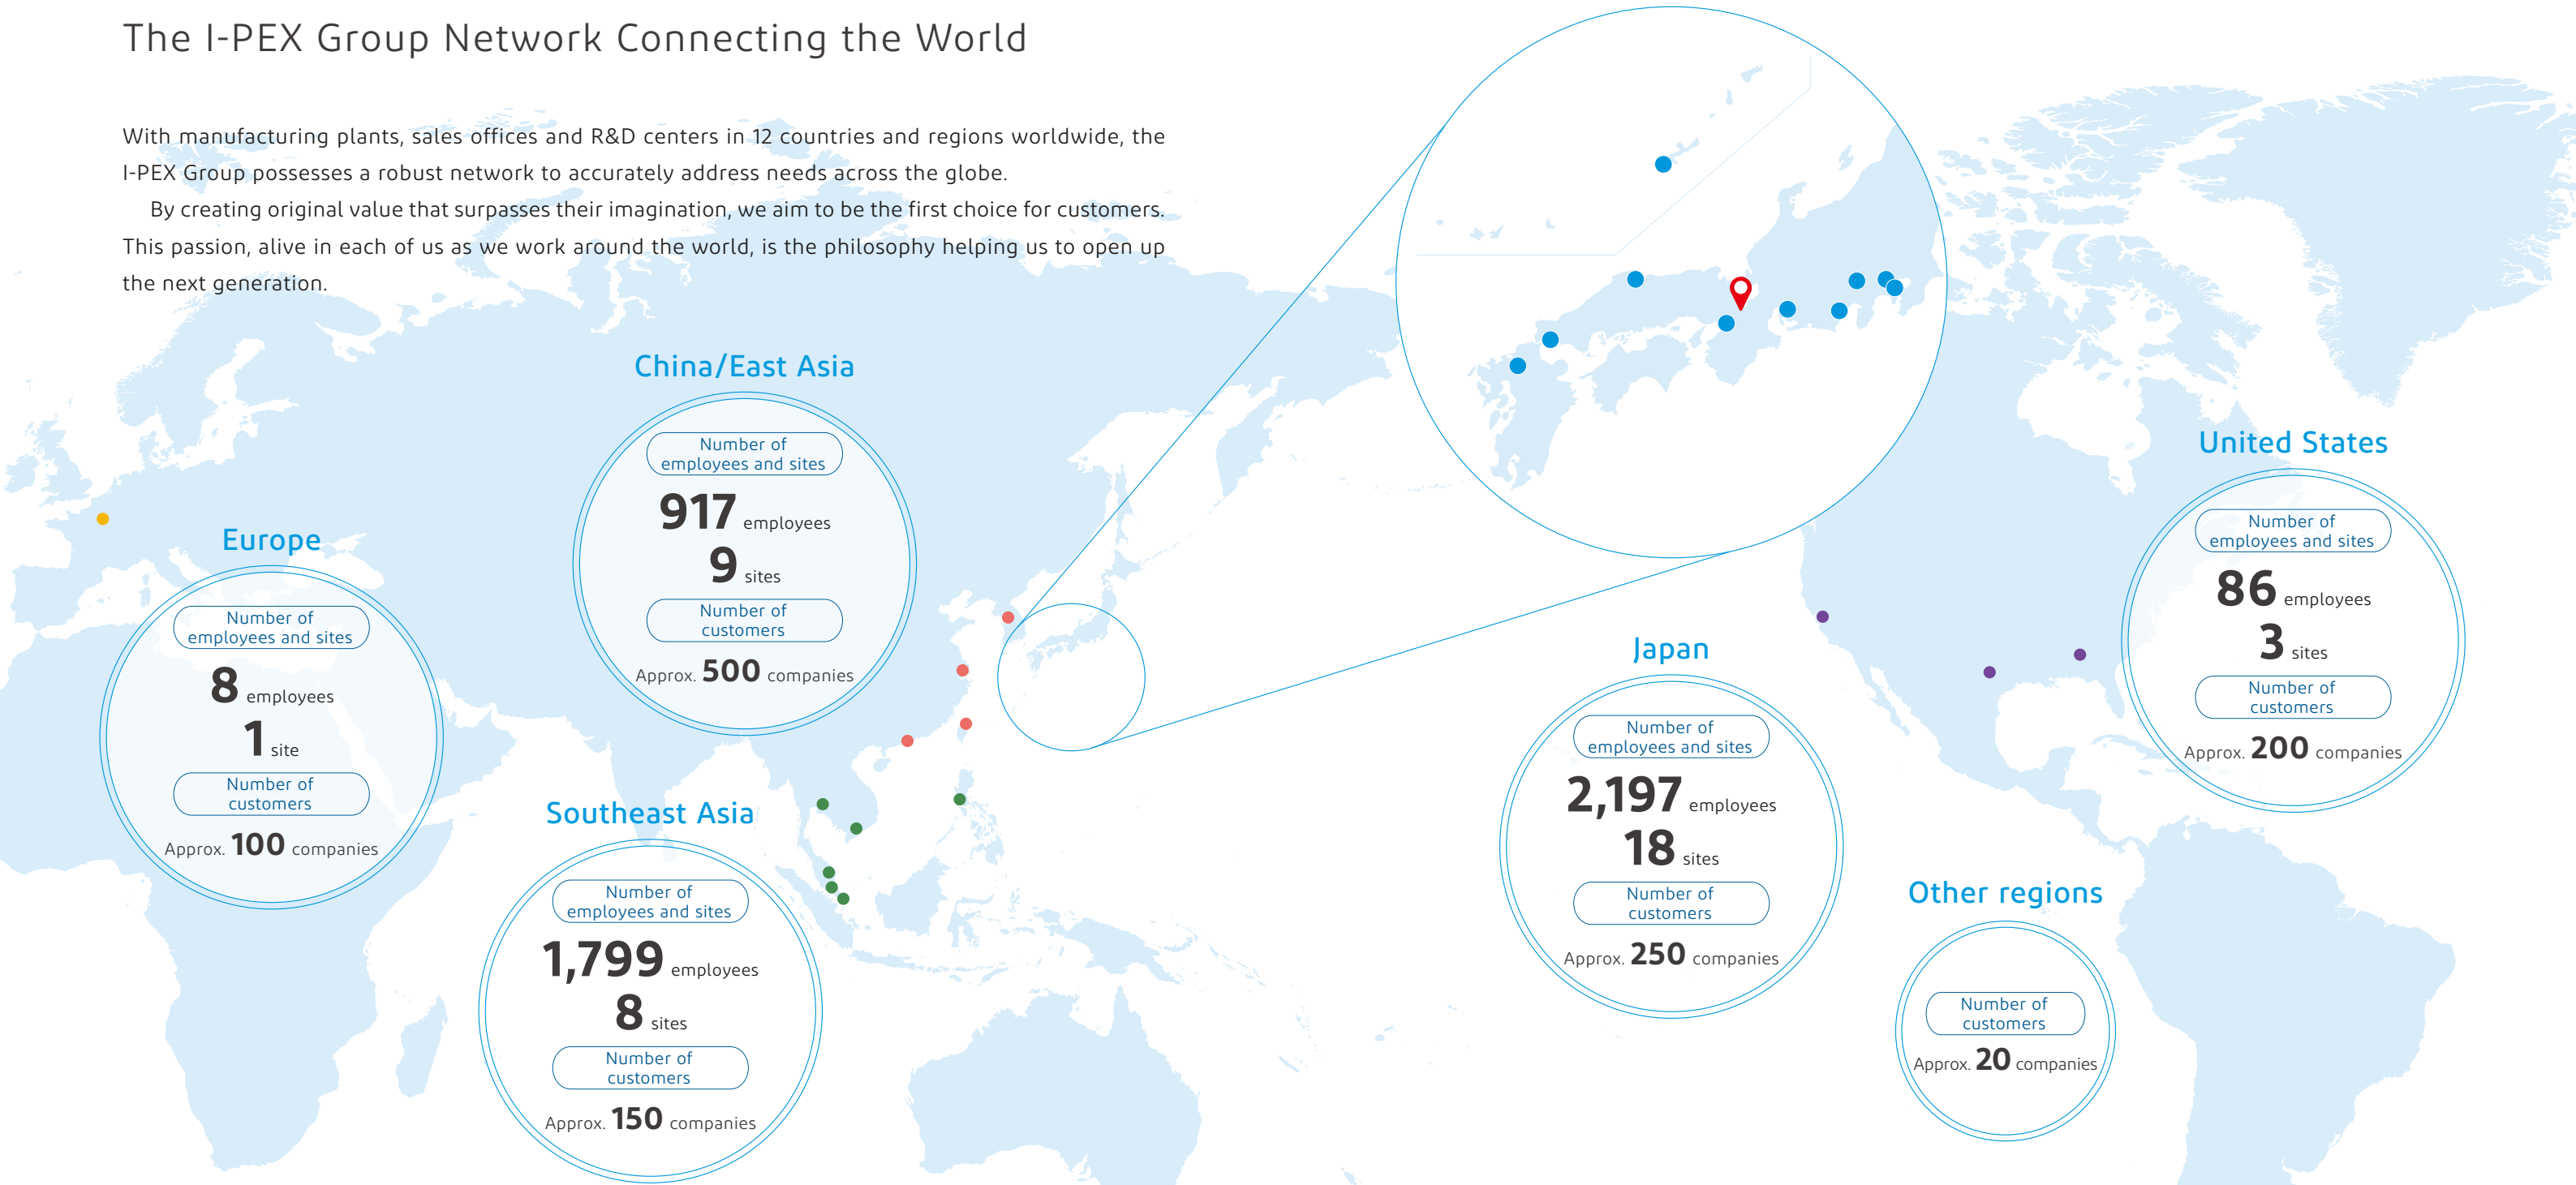 The I-PEX Group Network Connecting the World
With manufacturing plants, sales offices and R&D centers in 12 countries and regions worldwide, the
I-PEX Group possesses a robust network to accurately address needs across the globe.
By creating original value that surpasses their imagination, we aim to be the first choice for customers.
This passion, alive in each of us as we work around the world, is the philosophy helping us to open up
the next generation.
China/East Asia
Number of
employees and sites
917 employees
9 sites
Number of
customers
Approx. 500 companies
Europe
Number of
employees and sites
8 employees
1 site
Number of
customers
Approx. 100 companies
Southeast Asia
Number of
employees and sites
1,799 employees
8 sites
Number of
customers
Approx. 150 companies
Japan
Number of
employees and sites
2,197 employees
18 sites
Number of
customers
Approx. 250 companies
United States
Number of
employees and sites
86 employees
3 sites
Number of
customers
Approx. 200 companies
Other regions
Number of
customers
Approx. 20 companies